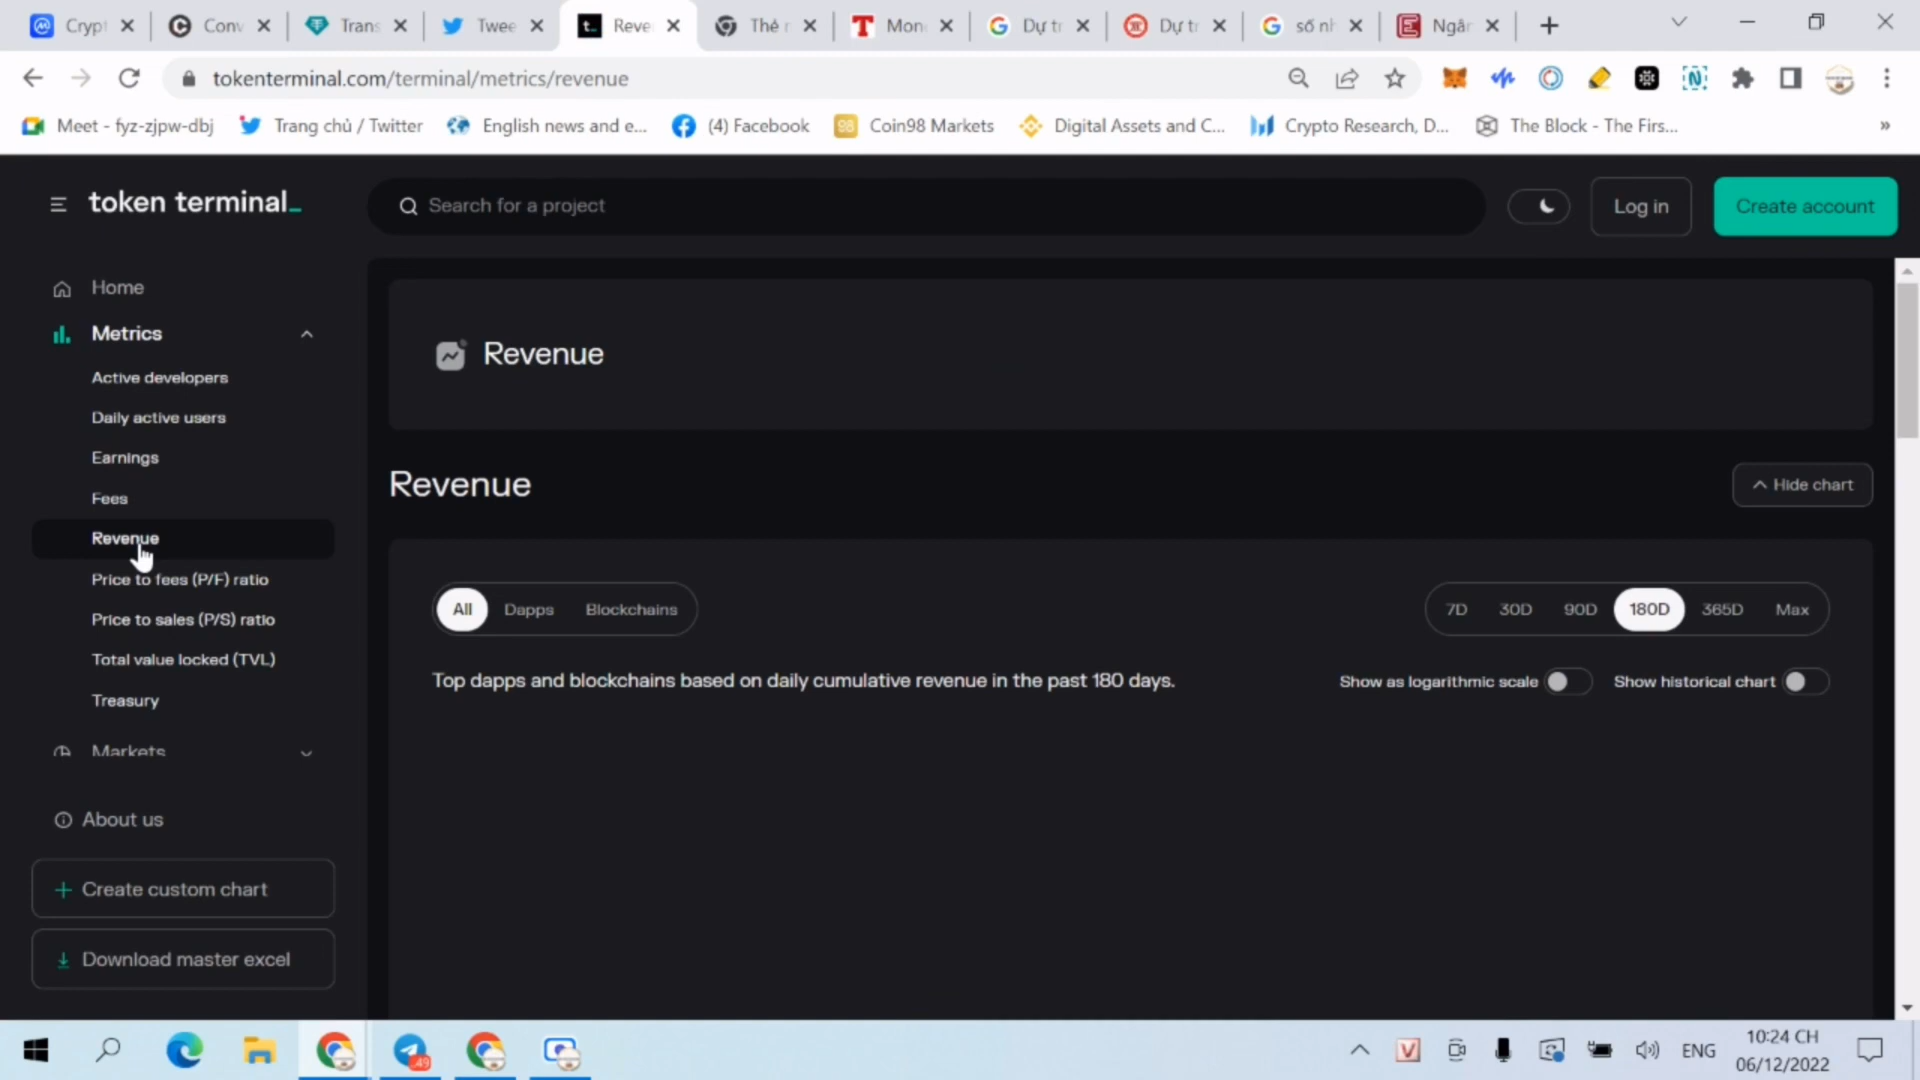 Crypt
Conv
Trans
Twee
Reve
Thẻ r
Mon
Dự tr
Dự tr
số nh
Ngân
tokenterminal.com/terminal/metrics/revenue
Meet - fyz-zjpw-dbj
Trang chủ / Twitter
English news and e...
(4) Facebook
Coin98 Markets
Digital Assets and C...
Crypto Research, D...
The Block - The Firs...
»
token terminal_
Search for a project
Log in
Create account
Home
Metrics
Active developers
Daily active users
Earnings
Fees
Revenue
Price to fees (P/F) ratio
Price to sales (P/S) ratio
Total value locked (TVL)
Treasury
Markets
About us
Create custom chart
Download master excel
Revenue
Revenue
Hide chart
All Dapps Blockchains
7D 30D 90D 180D 365D Max
Top dapps and blockchains based on daily cumulative revenue in the past 180 days.
Show as logarithmic scale
Show historical chart
ENG
10:24 CH
06/12/2022